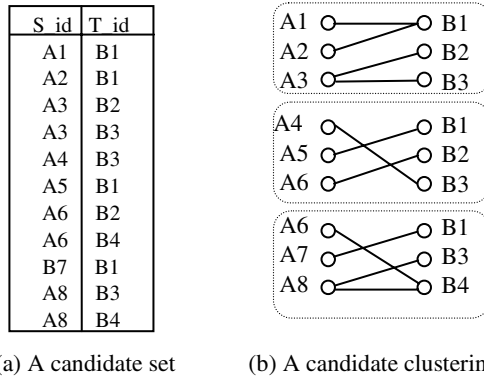 S_id T_id
A1 B1
A2 B1
A3 B2
A3 B3
A4 B3
A5 B1
A6 B2
A6 B4
B7 B1
A8 B3
A8 B4
A1 B1
A2 B2
A3 B3
A4 B1
A5 B2
A6 B3
A6 B1
A7 B3
A8 B4
a) A candidate set (b) A candidate clusterin